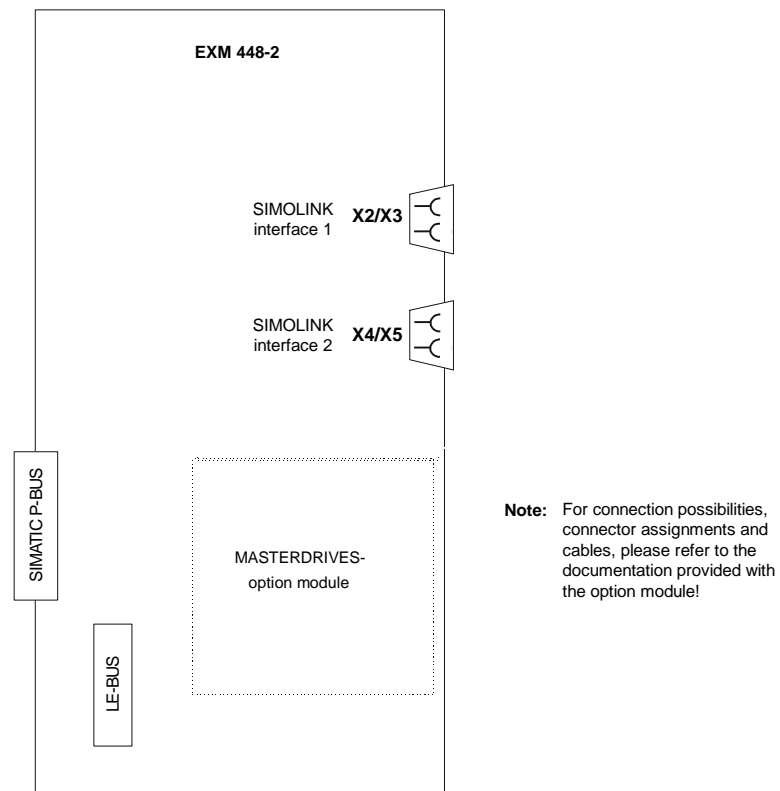 EXM 448-2
SIMOLINK
interface 1
X2/X3
SIMOLINK
interface 2
X4/X5
SIMATIC P-BUS
MASTERDRIVES-
option module
LE-BUS
Note: For connection possibilities,
connector assignments and
cables, please refer to the
documentation provided with
the option module!